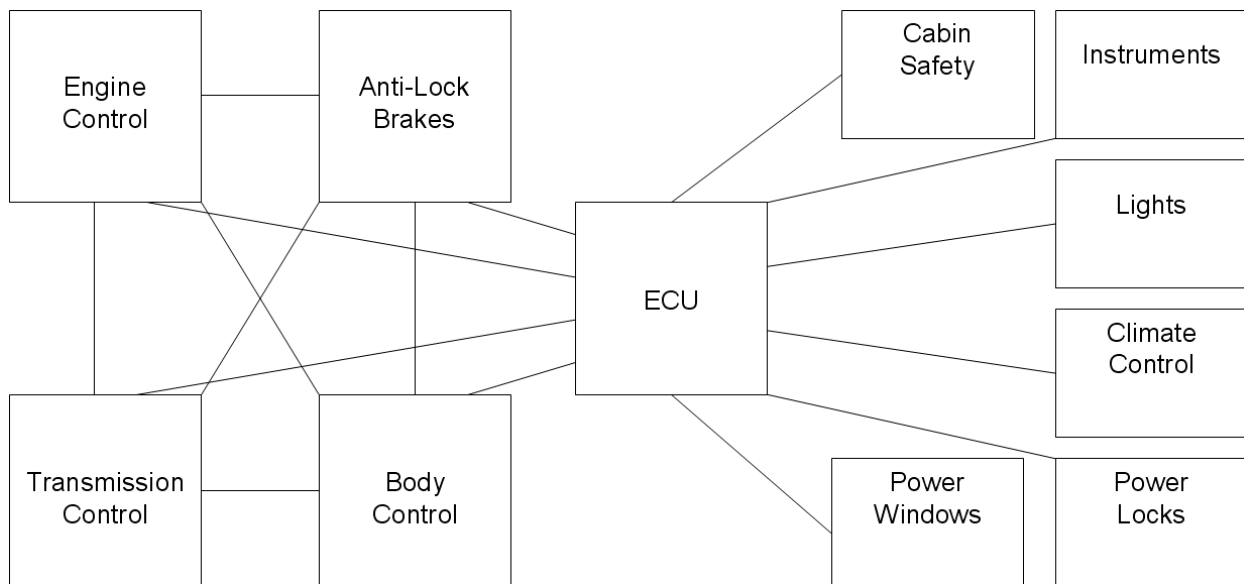 Engine
Control
Anti-Lock
Brakes
Cabin
Safety
Instruments
Lights
ECU
Climate
Control
Transmission
Control
Body
Control
Power
Windows
Power
Locks